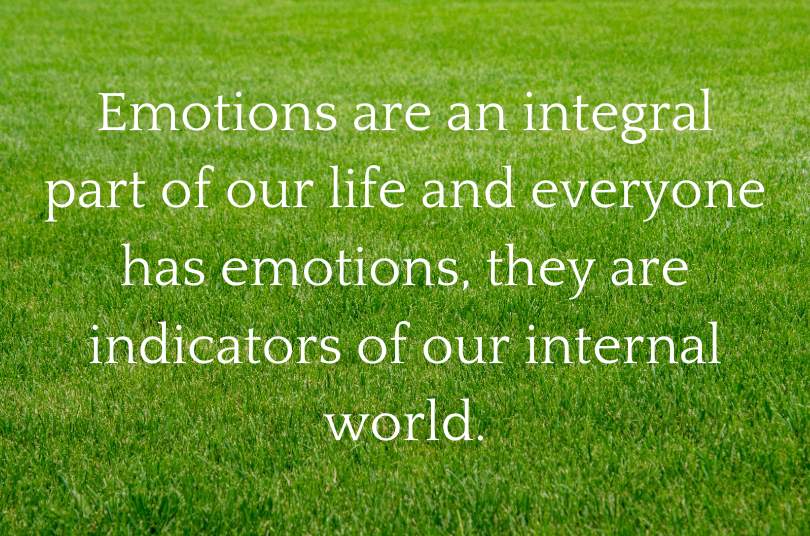 Emotions are an integral
part of our life and everyone
has emotions, they are
indicators of our internal
world.